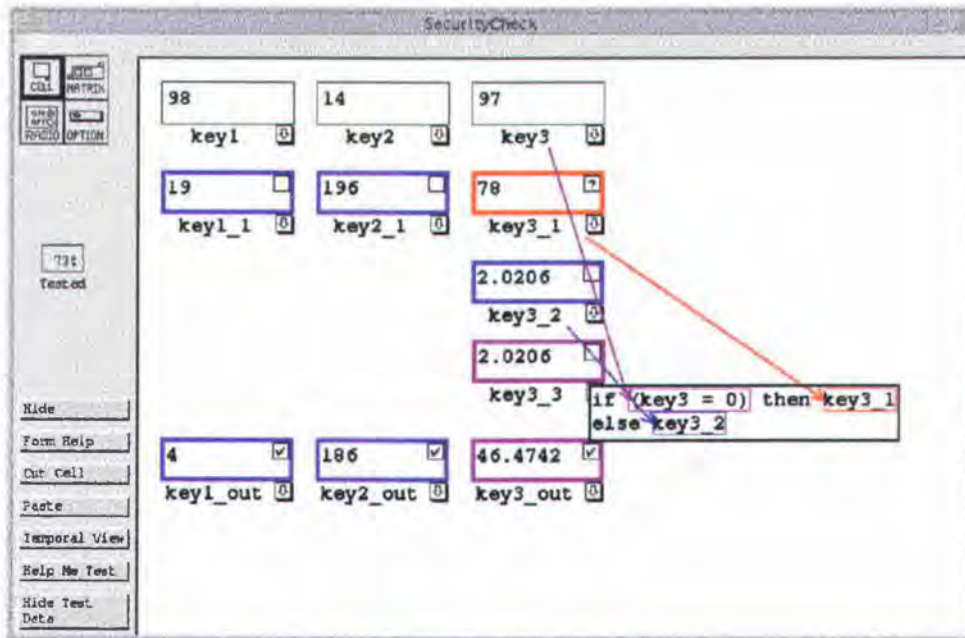 SecurityCheck
Cell MATRIX
RADIO OPTION
98 14 97
key1 key2 key3
19 196 78 ?
key1_1 key2_1 key3_1
Tested
2.0206
key3_2
2.0206
key3_3
if (key3 = 0) then key3_1
else key3_2
4 186 46.4742
key1_out key2_out key3_out
Hide
Form Help
Cut Cell
Paste
Temporal View
Help Me Test
Hide Test
Data